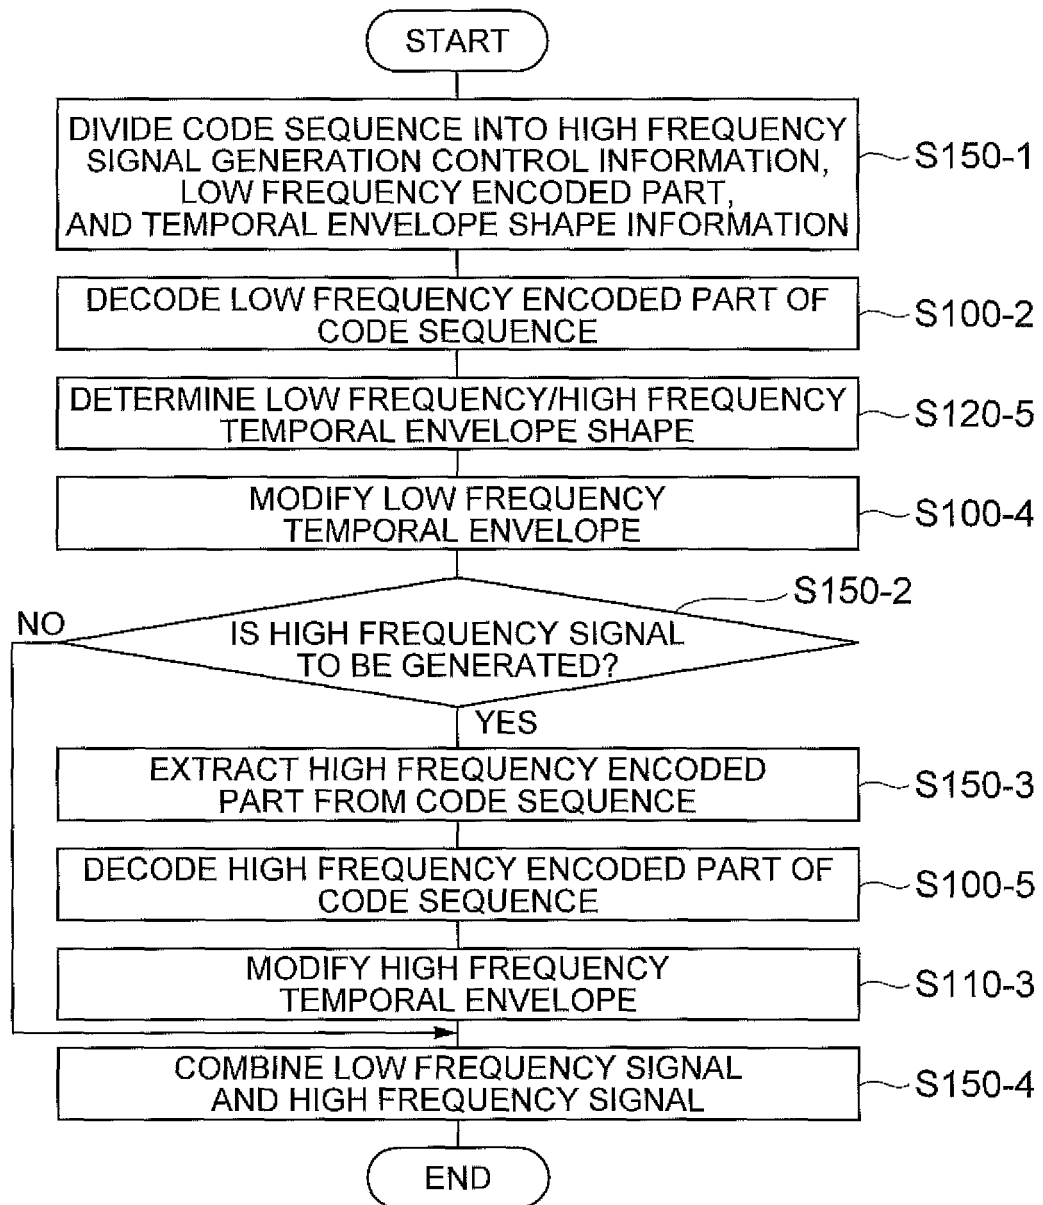 START
DIVIDE CODE SEQUENCE INTO HIGH FREQUENCY
SIGNAL GENERATION CONTROL INFORMATION,
LOW FREQUENCY ENCODED PART,
AND TEMPORAL ENVELOPE SHAPE INFORMATION
S150-1
DECODE LOW FREQUENCY ENCODED PART OF
CODE SEQUENCE
S100-2
DETERMINE LOW FREQUENCY/HIGH FREQUENCY
TEMPORAL ENVELOPE SHAPE
S120-5
MODIFY LOW FREQUENCY
TEMPORAL ENVELOPE
S100-4
S150-2
NO
IS HIGH FREQUENCY SIGNAL
TO BE GENERATED?
YES
EXTRACT HIGH FREQUENCY ENCODED
PART FROM CODE SEQUENCE
S150-3
DECODE HIGH FREQUENCY ENCODED PART OF
CODE SEQUENCE
S100-5
MODIFY HIGH FREQUENCY
TEMPORAL ENVELOPE
S110-3
COMBINE LOW FREQUENCY SIGNAL
AND HIGH FREQUENCY SIGNAL
S150-4
END